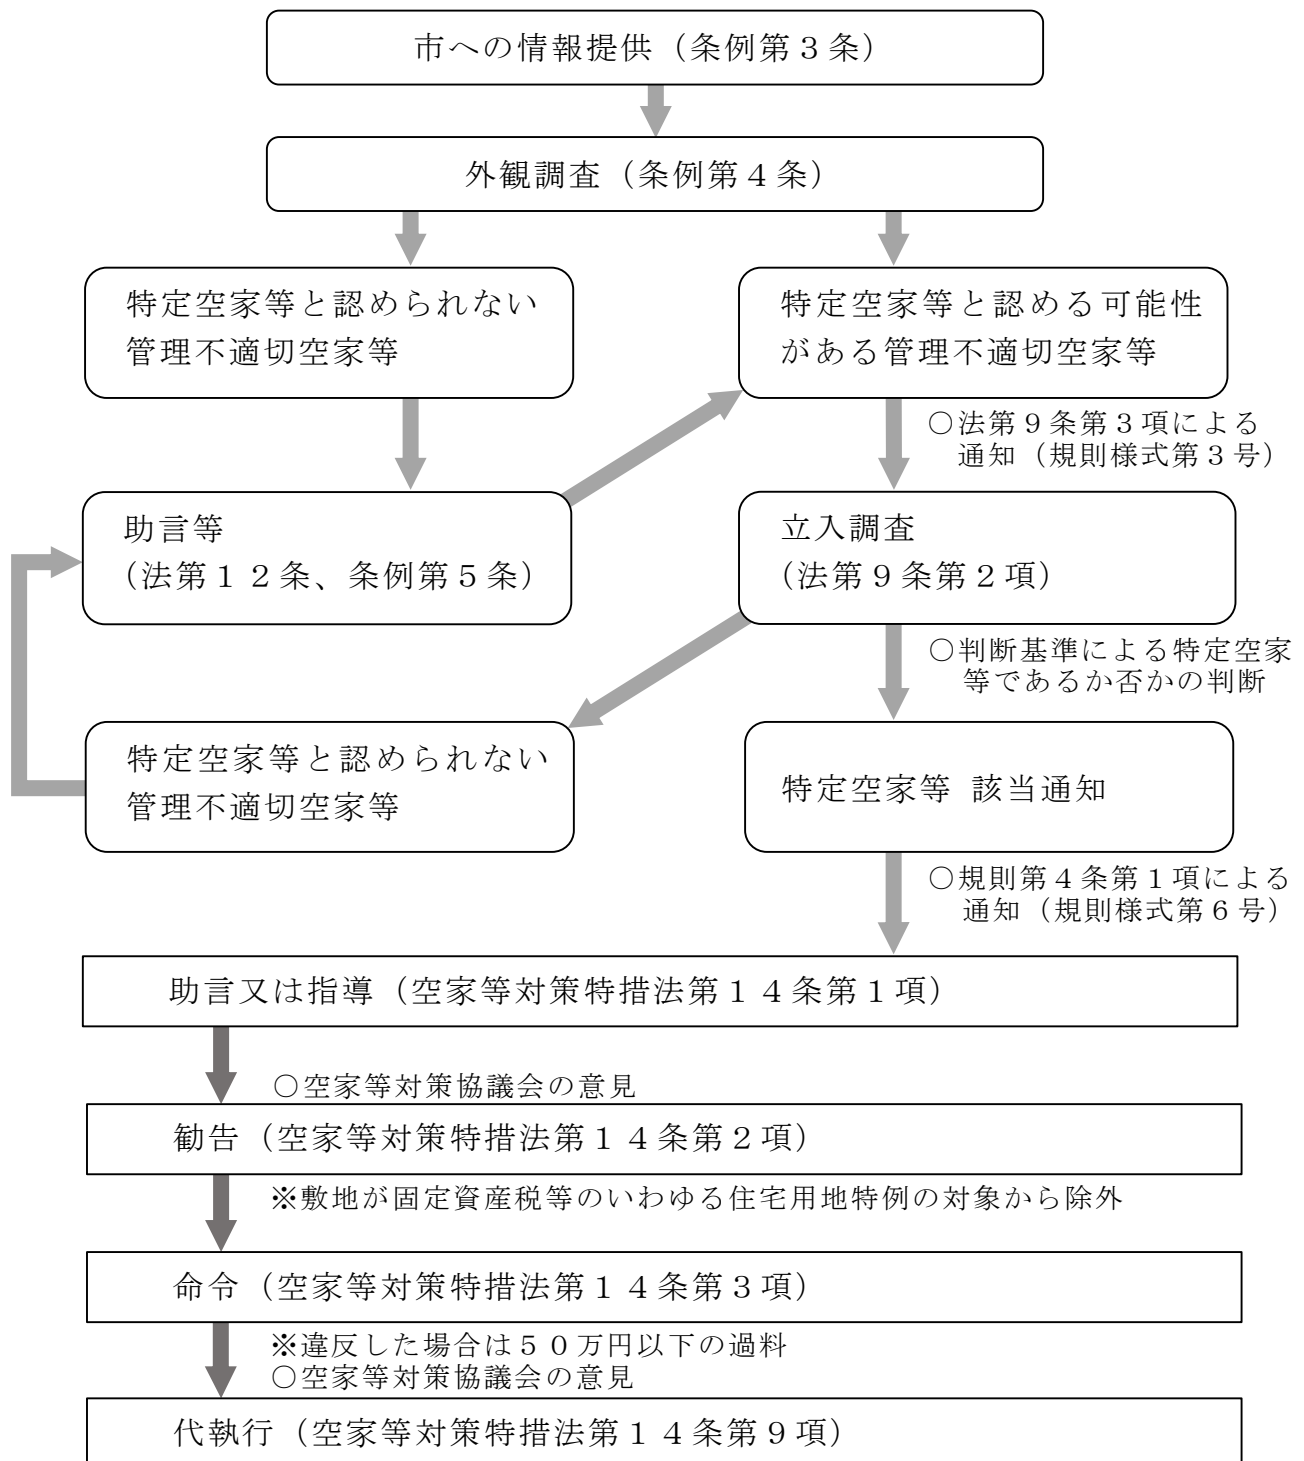 市への情報提供（条例第３条）
外観調査（条例第４条）
特定空家等と認められない
管理不適切空家等
特定空家等と認める可能性
がある管理不適切空家等
○法第９条第３項による
通知（規則様式第３号）
助言等
（法第１２条、条例第５条）
立入調査
（法第９条第２項）
○判断基準による特定空家
等であるか否かの判断
特定空家等と認められない
管理不適切空家等
特定空家等 該当通知
○規則第４条第１項による
通知（規則様式第６号）
助言又は指導（空家等対策特措法第１４条第１項）
○空家等対策協議会の意見
勧告（空家等対策特措法第１４条第２項）
※敷地が固定資産税等のいわゆる住宅用地特例の対象から除外
命令（空家等対策特措法第１４条第３項）
※違反した場合は５０万円以下の過料
○空家等対策協議会の意見
代執行（空家等対策特措法第１４条第９項）